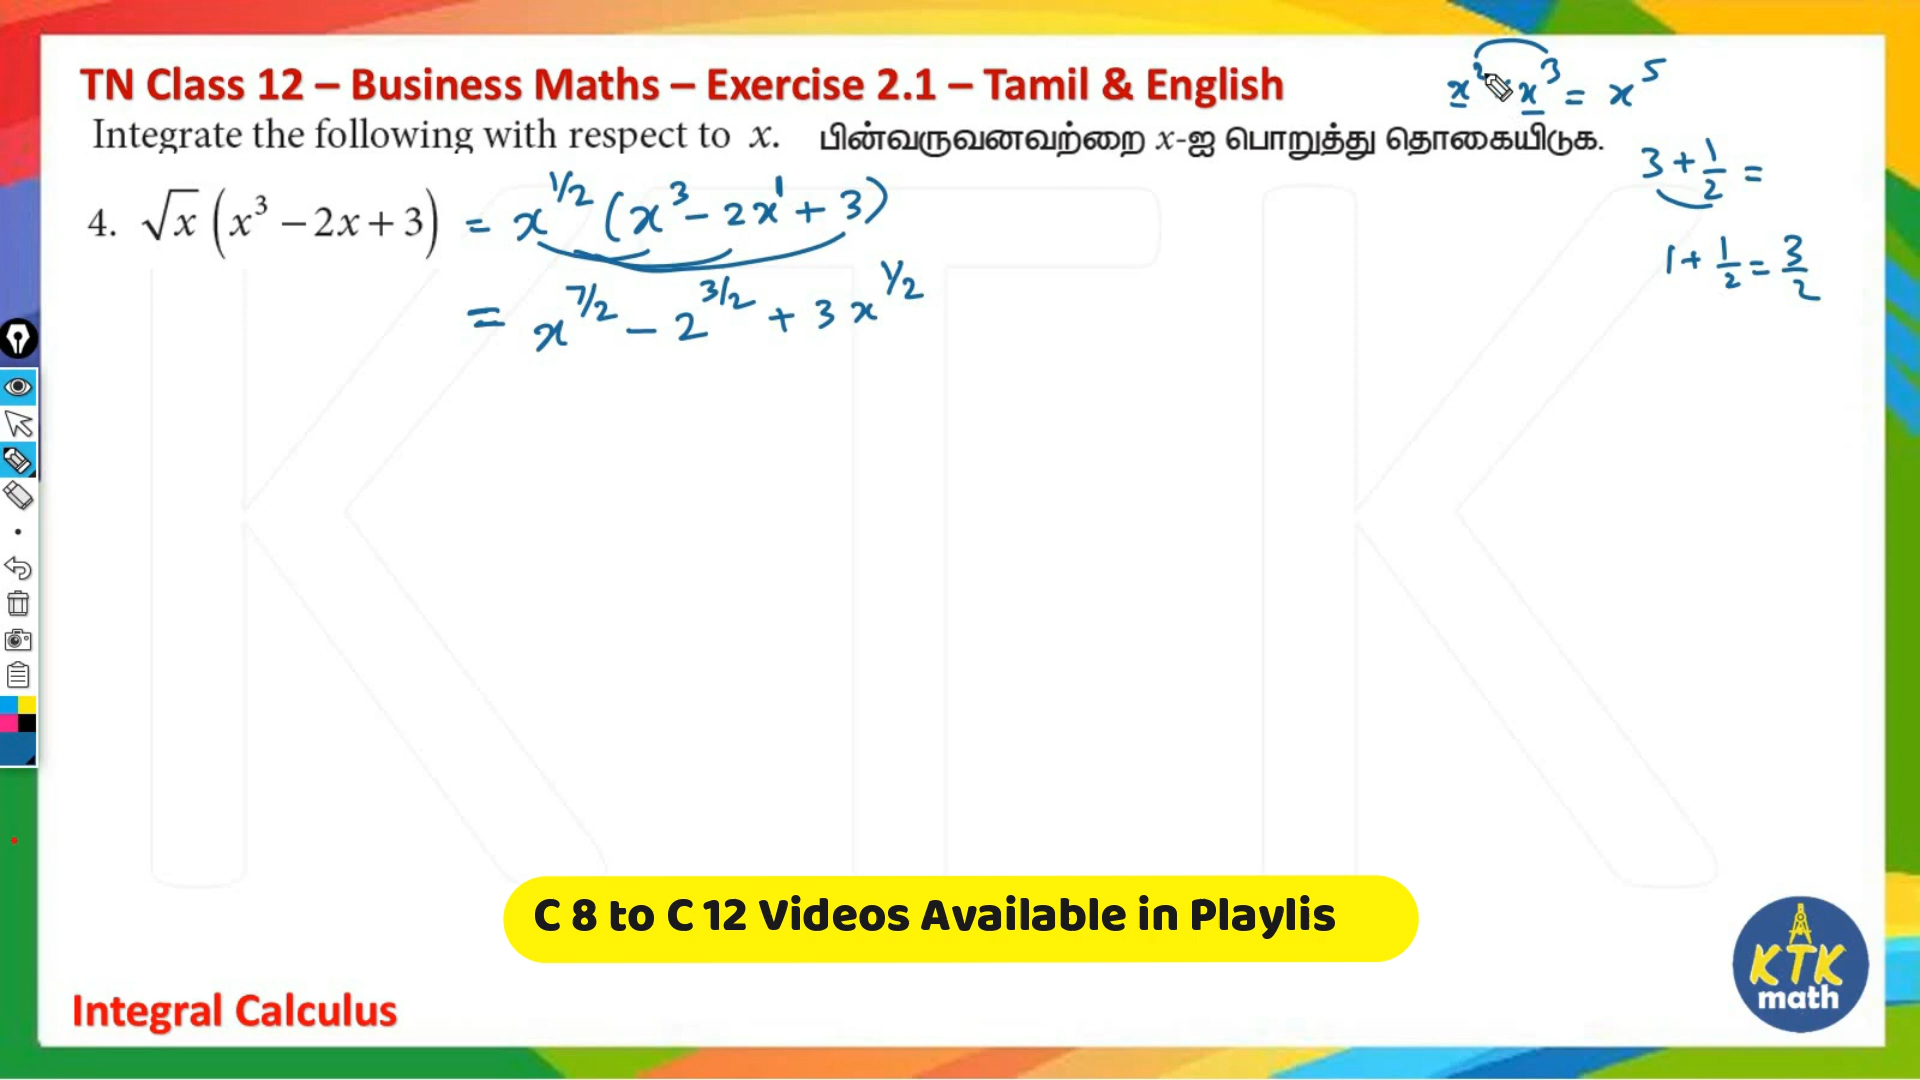 TN Class 12 – Business Maths – Exercise 2.1 – Tamil & English
x² · x³ = x⁵
Integrate the following with respect to x. பின்வருவனவற்றை x-ஐ பொறுத்து தொகையிடுக.
3 + 1/2 =
4. √x (x³ – 2x + 3) = x^1/2 (x³ – 2x¹ + 3)
1 + 1/2 = 3/2
= x^7/2 – 2^3/2 + 3 x^1/2
C 8 to C 12 Videos Available in Playlis
KTK
math
Integral Calculus